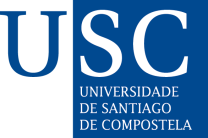 USC
UNIVERSIDADE
DE SANTIAGO
DE COMPOSTELA